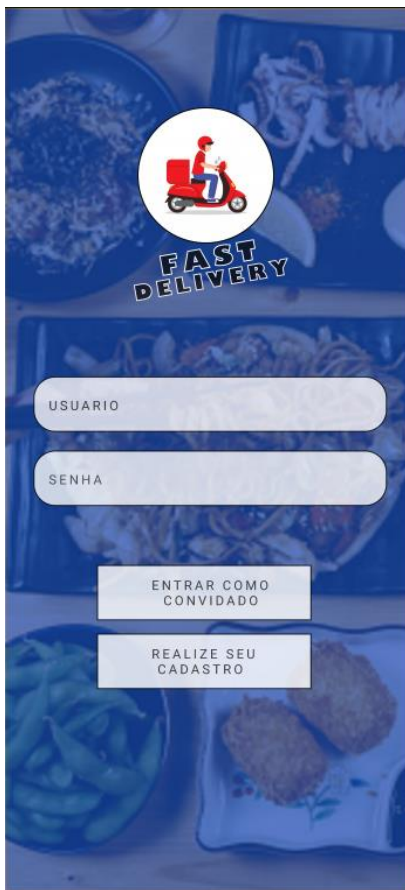 FAST
DELIVERY
USUARIO
SENHA
ENTRAR COMO
CONVIDADO
REALIZE SEU
CADASTRO